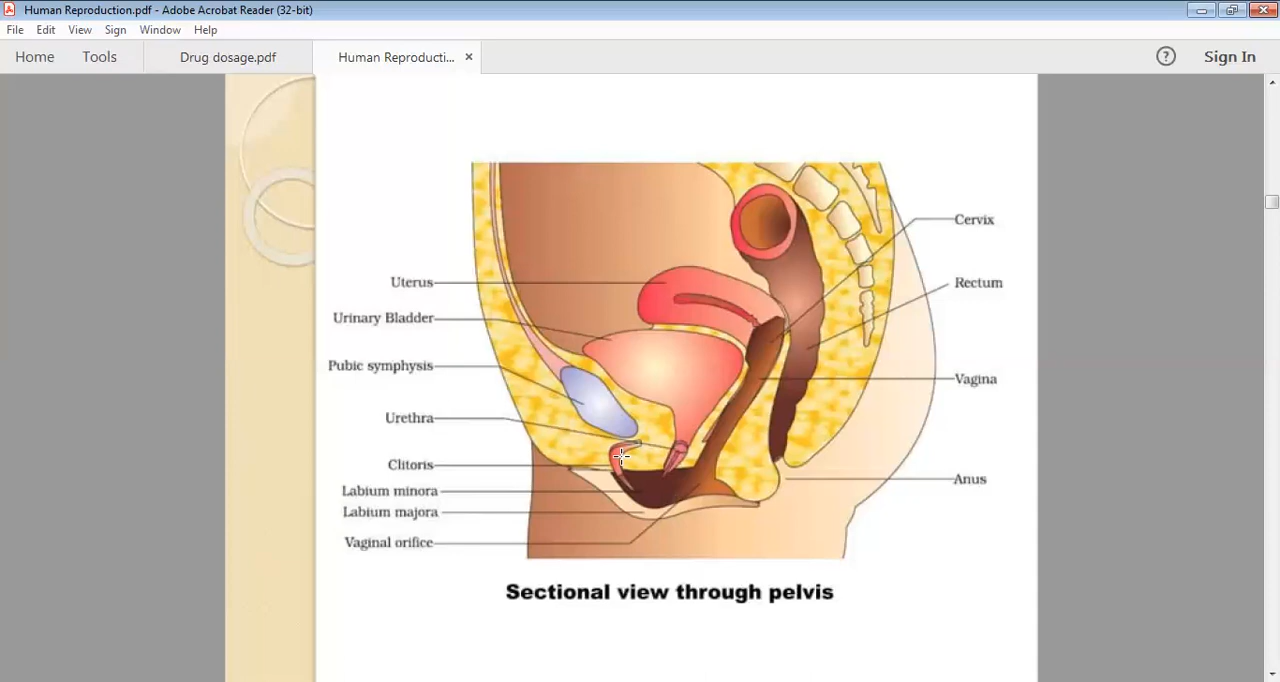 Human Reproduction.pdf - Adobe Acrobat Reader (32-bit)
File Edit View Sign Window Help
Home Tools Drug dosage.pdf Human Reproducti... × ? Sign In
Cervix
Uterus
Rectum
Urinary Bladder
Pubic symphysis
Vagina
Urethra
Clitoris
Anus
Labium minora
Labium majora
Vaginal orifice
Sectional view through pelvis